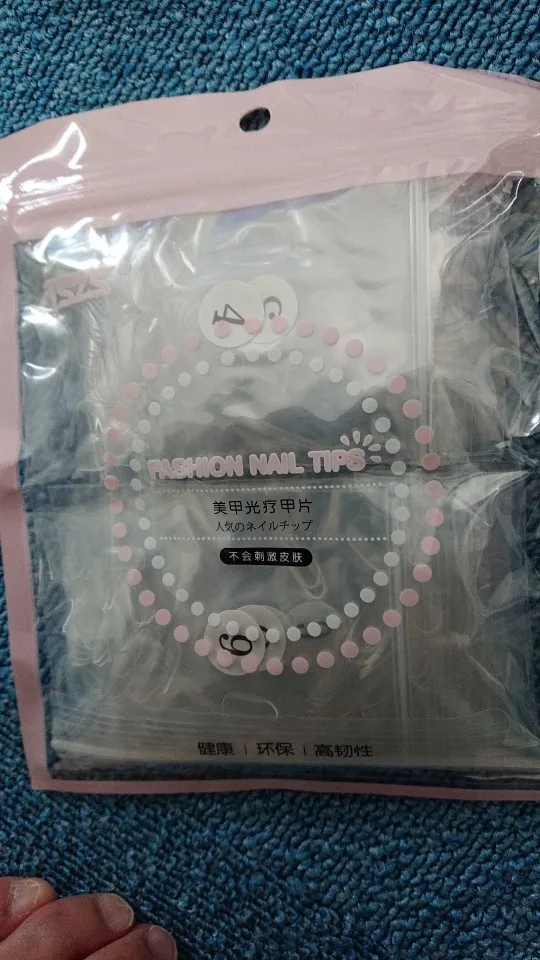 JSZS
4
FASHION NAIL TIPS
美甲光疗甲片
人気のネイルチップ
不会刺激皮肤
6
健康 | 环保 | 高韧性